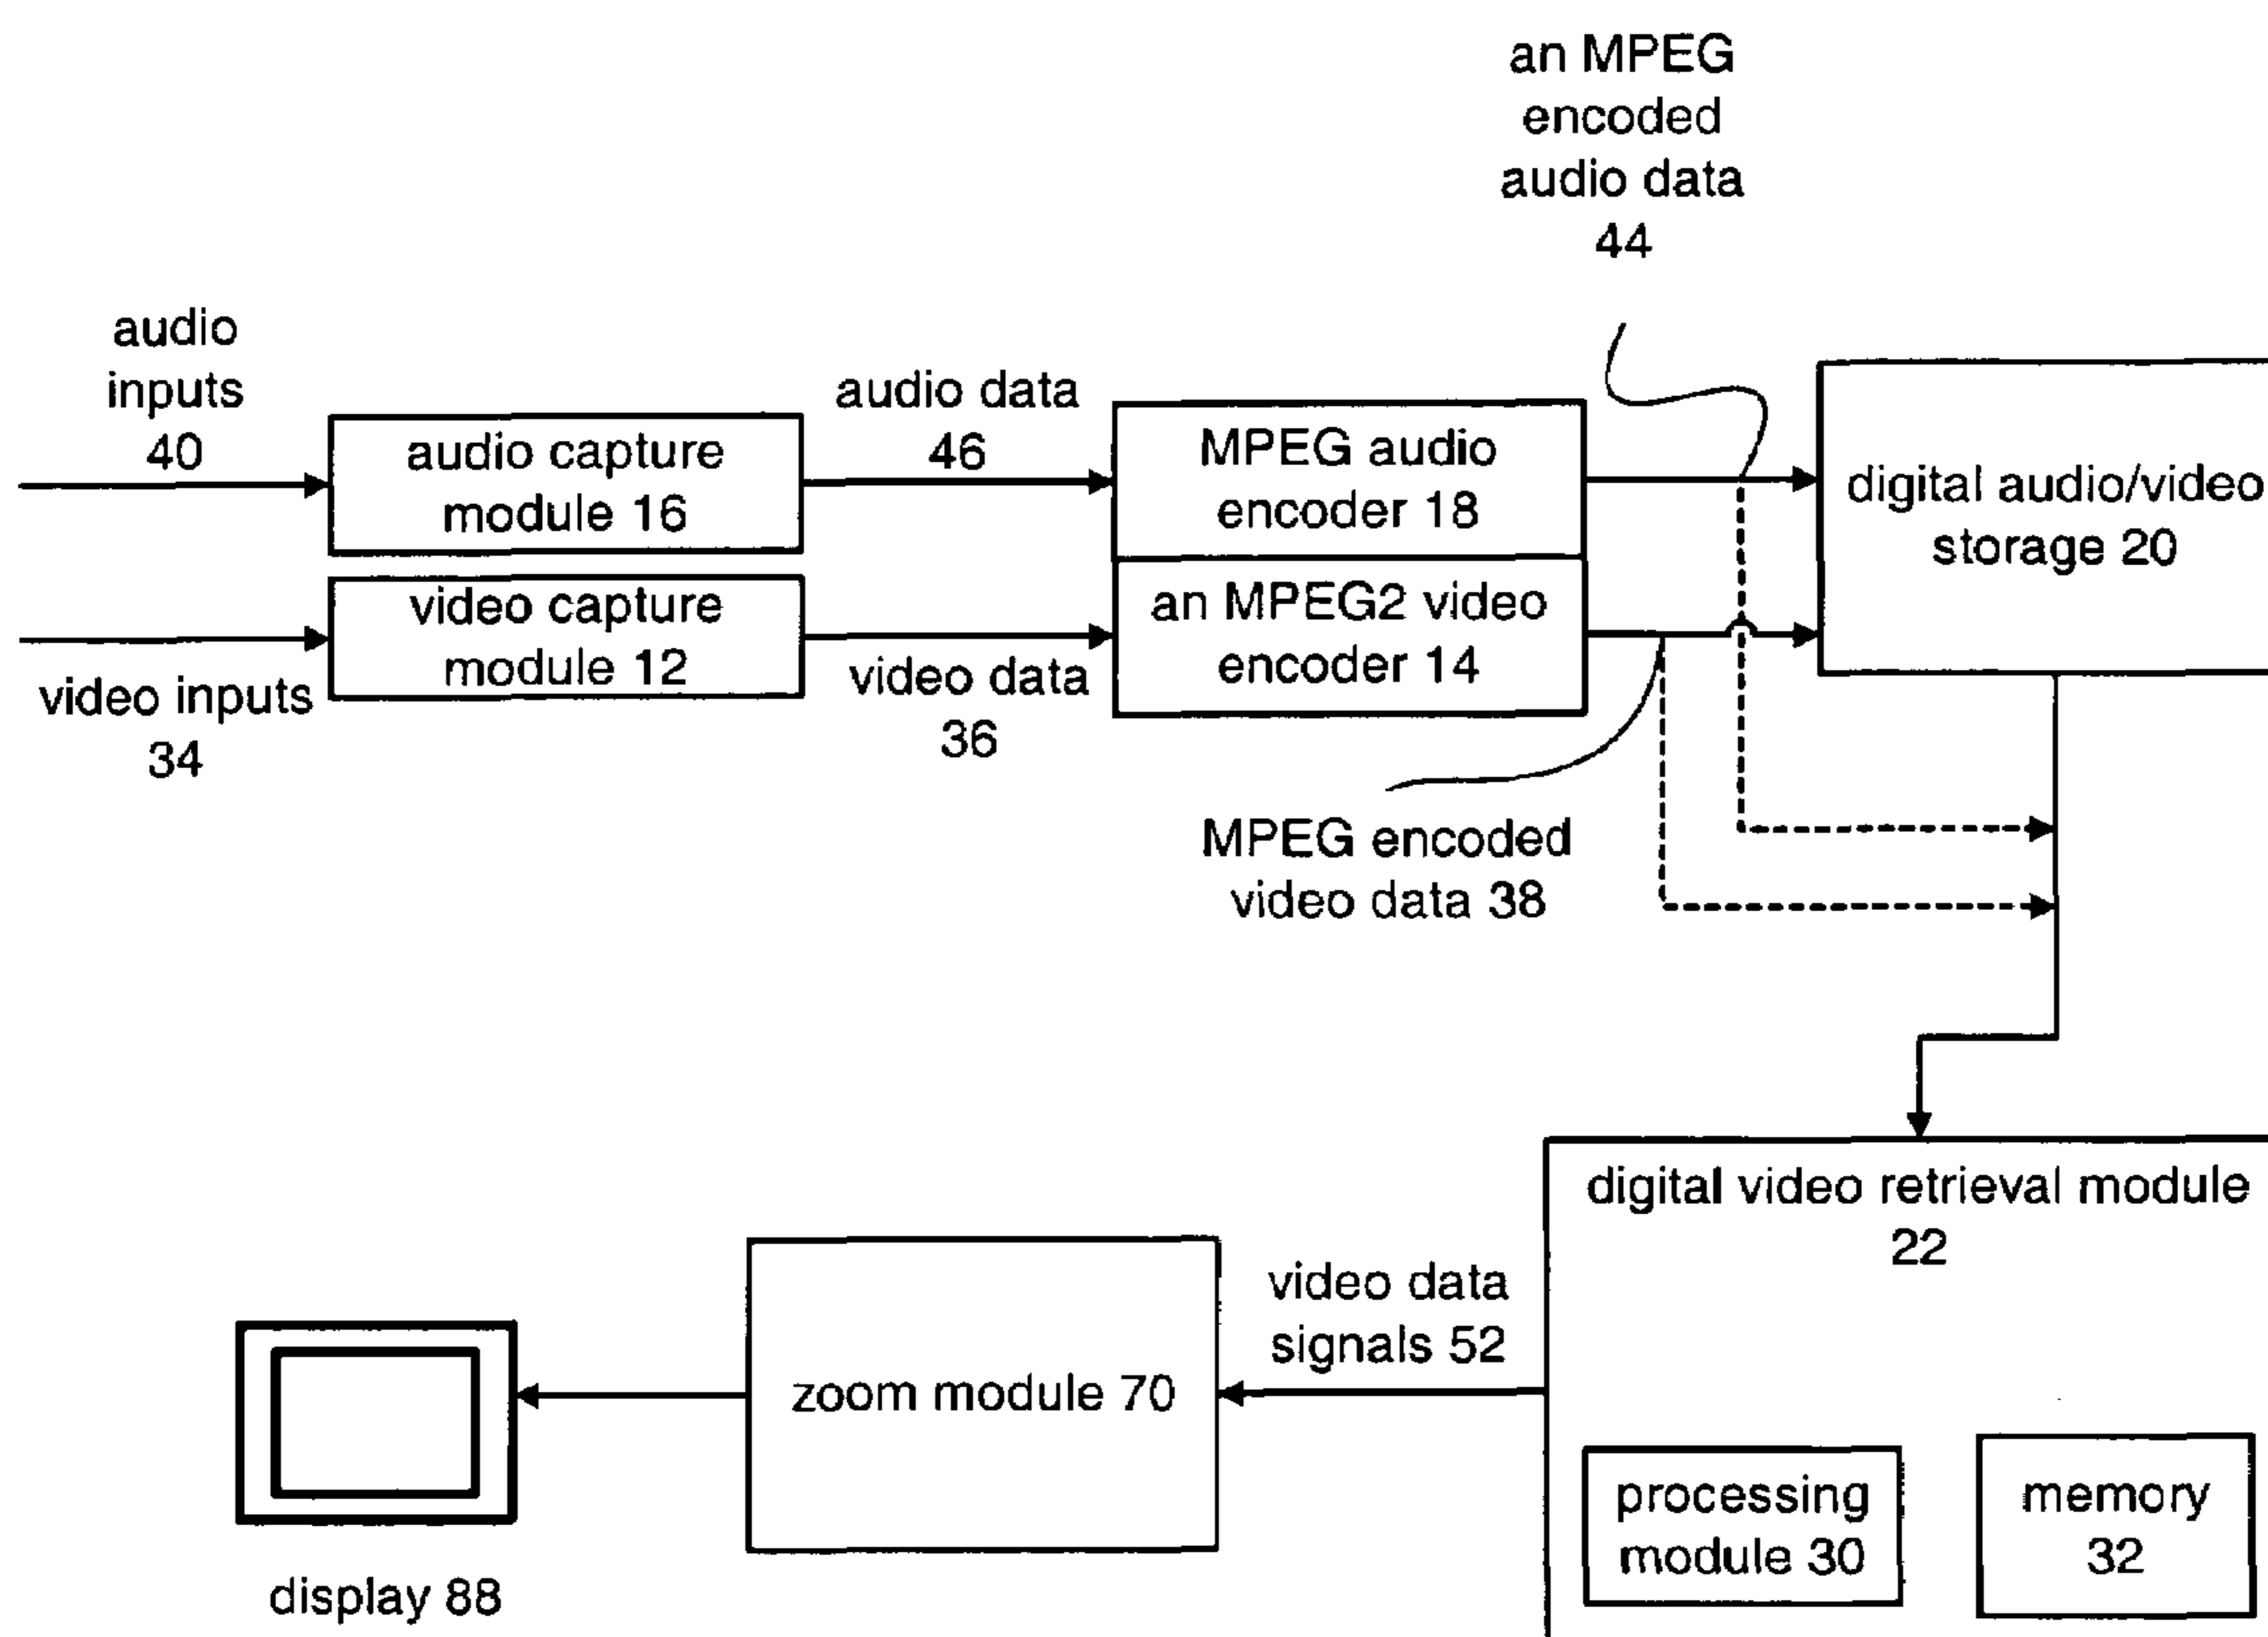 an MPEG
encoded
audio data
44
audio
inputs
40
audio capture
module 16
audio data
46
MPEG audio
encoder 18
digital audio/video
storage 20
video inputs
34
video capture
module 12
video data
36
an MPEG2 video
encoder 14
MPEG encoded
video data 38
digital video retrieval module
22
processing
module 30
memory
32
video data
signals 52
zoom module 70
display 88